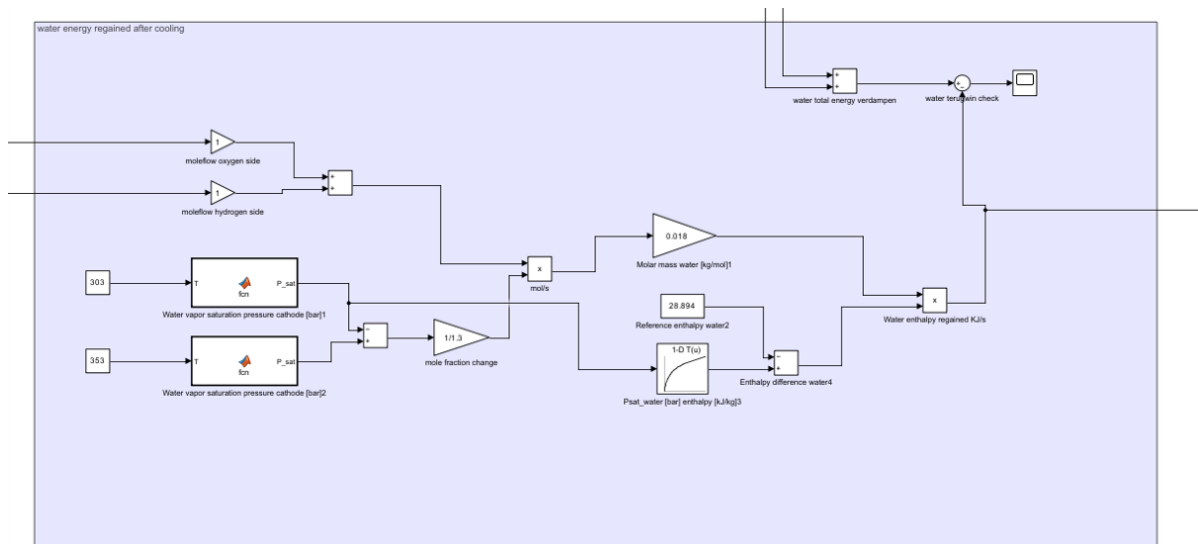 water energy regained after cooling
+
+
water total energy verdampen
+
-
water terugwin check
1
moleflow oxygen side
1
moleflow hydrogen side
+
+
303
T
fcn
P_sat
Water vapor saturation pressure cathode [bar]1
353
T
fcn
P_sat
Water vapor saturation pressure cathode [bar]2
-
+
1/1.3
mole fraction change
x
mol/s
0.018
Molar mass water [kg/mol]1
28.894
Reference enthalpy water2
1-D T(u)
Psat_water [bar] enthalpy [kJ/kg]3
-
+
Enthalpy difference water4
x
Water enthalpy regained KJ/s